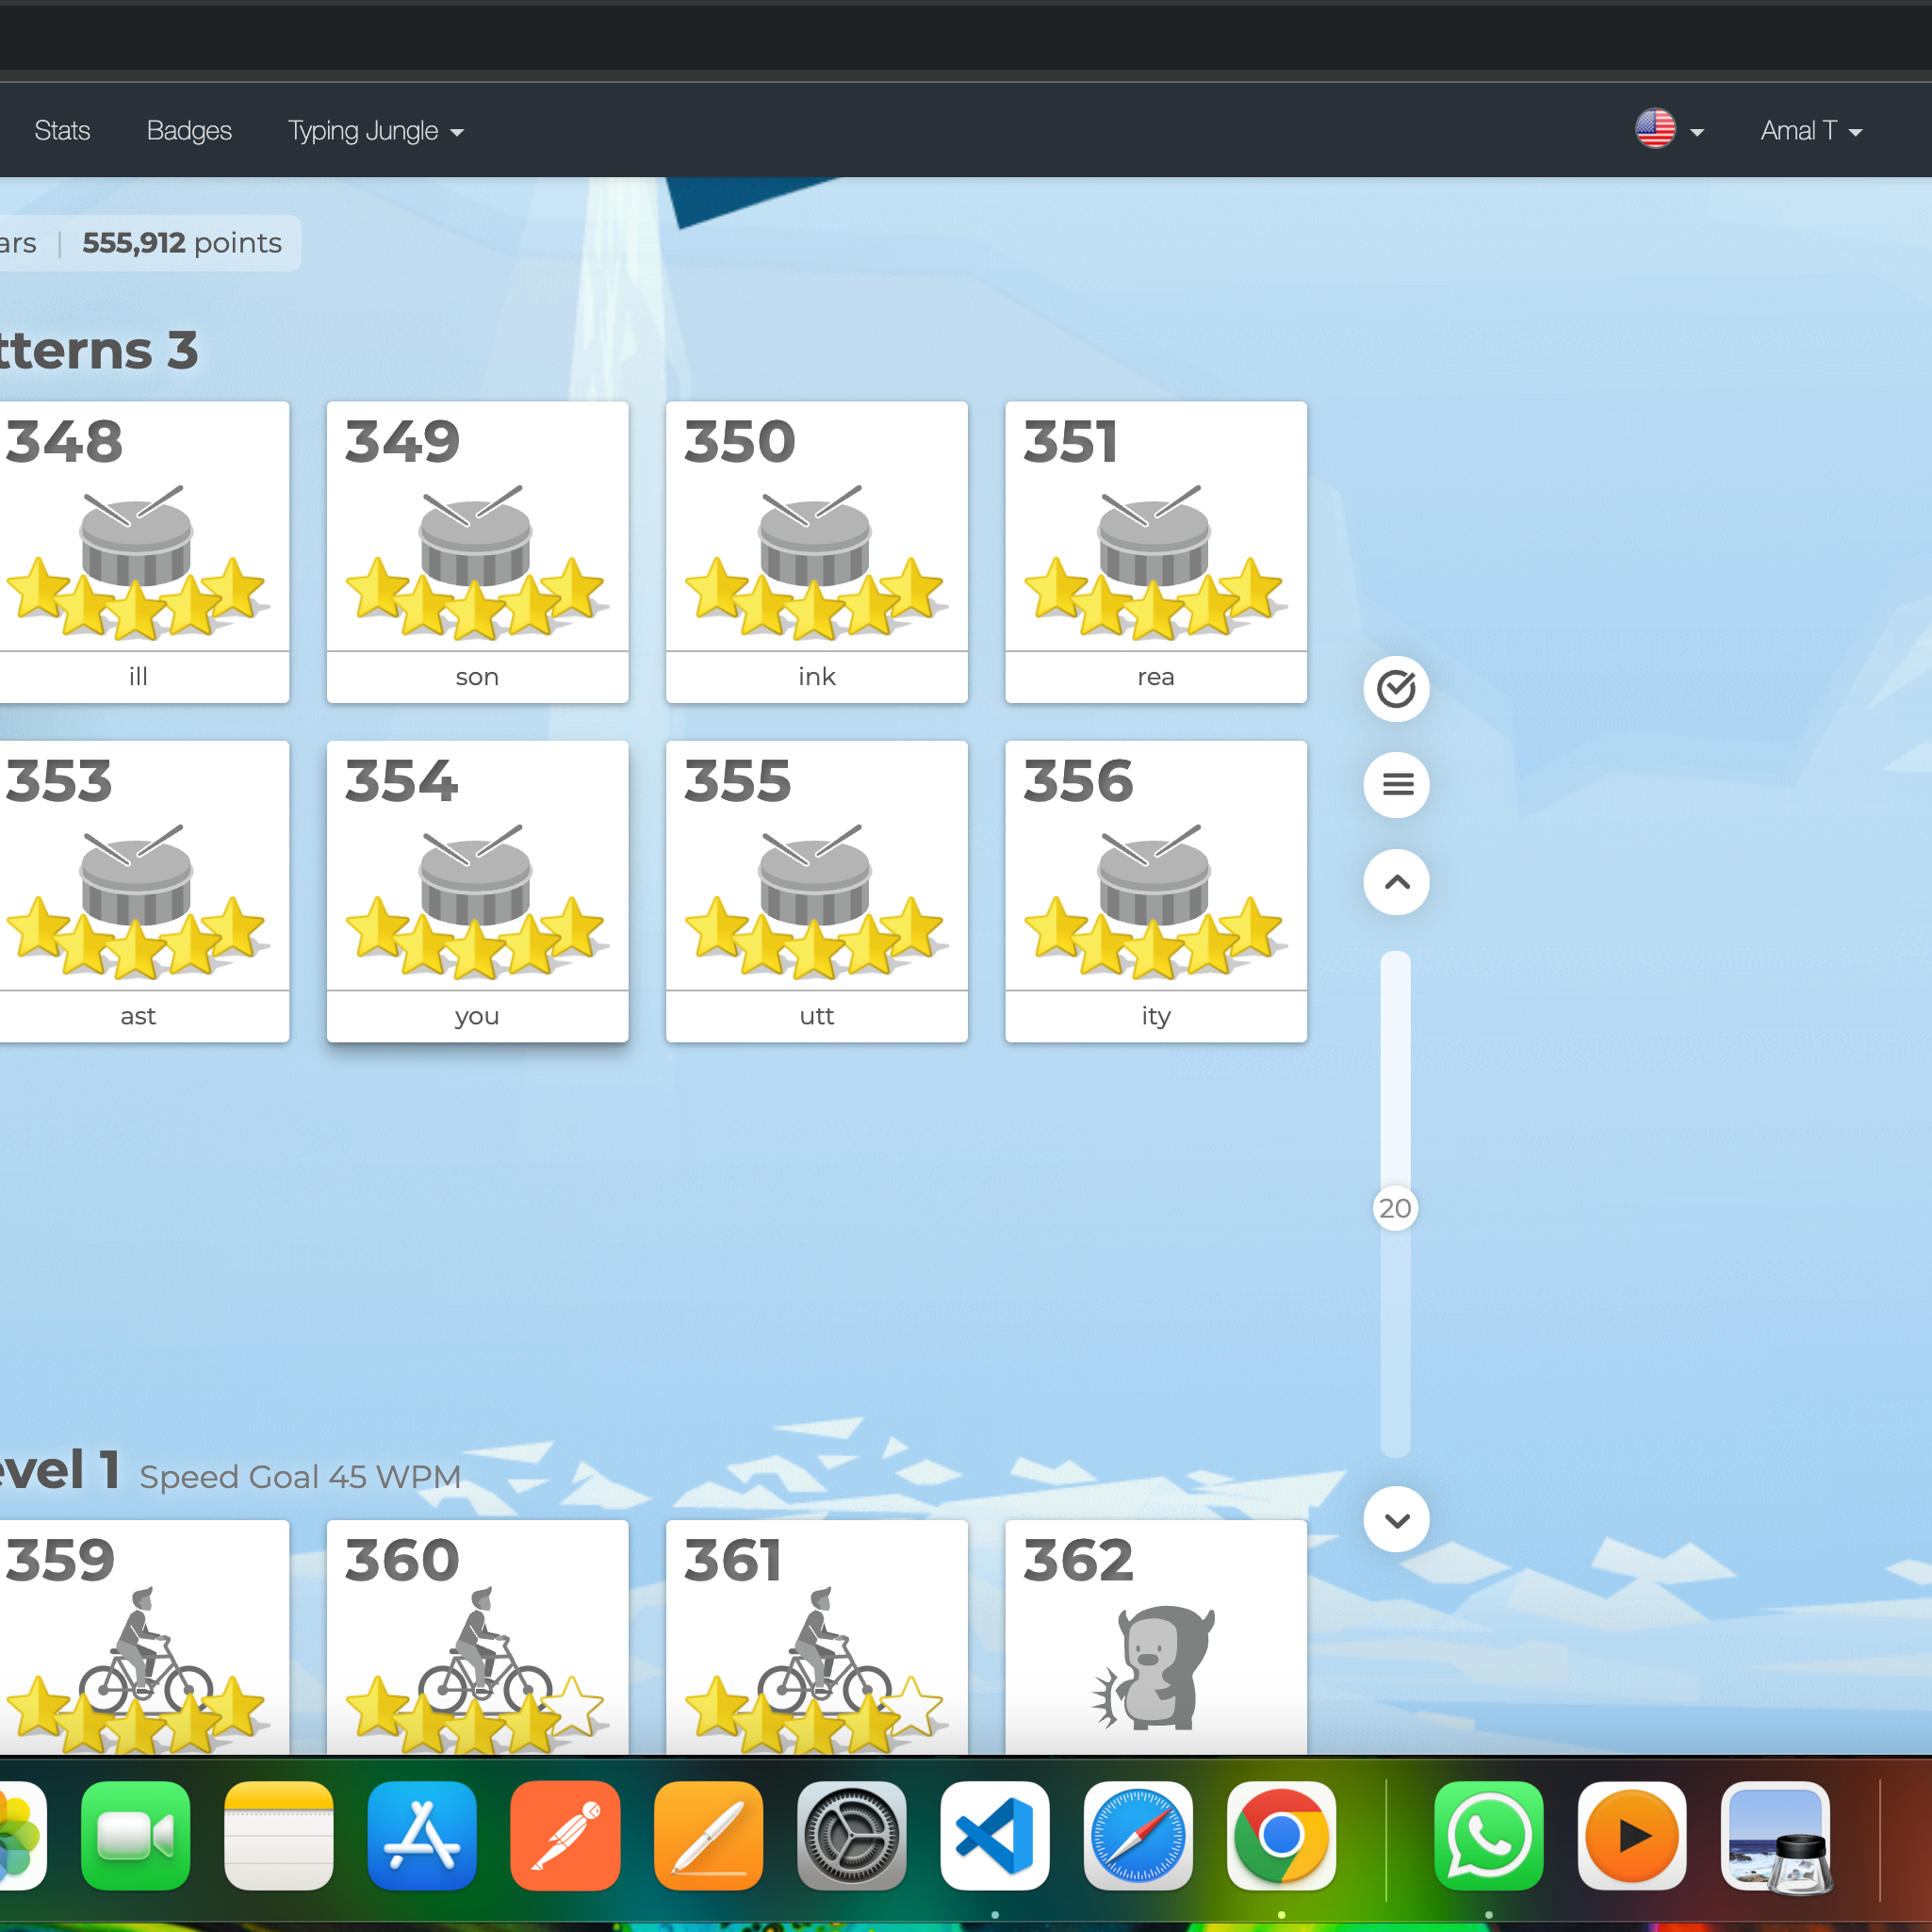 Stats Badges Typing Jungle Amal T
ars | 555,912 points
tterns 3
348 349 350 351
ill son ink rea
353 354 355 356
ast you utt ity
20
evel 1 Speed Goal 45 WPM
359 360 361 362